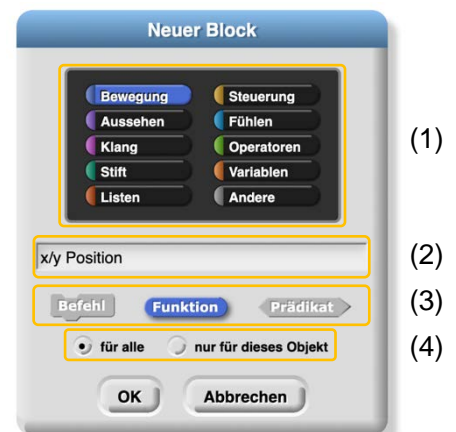 Neuer Block
Bewegung Steuerung
Aussehen Fühlen
Klang Operatoren
Stift Variablen
Listen Andere
(1)
x/y Position
(2)
Befehl Funktion Prädikat
(3)
für alle nur für dieses Objekt
(4)
OK Abbrechen